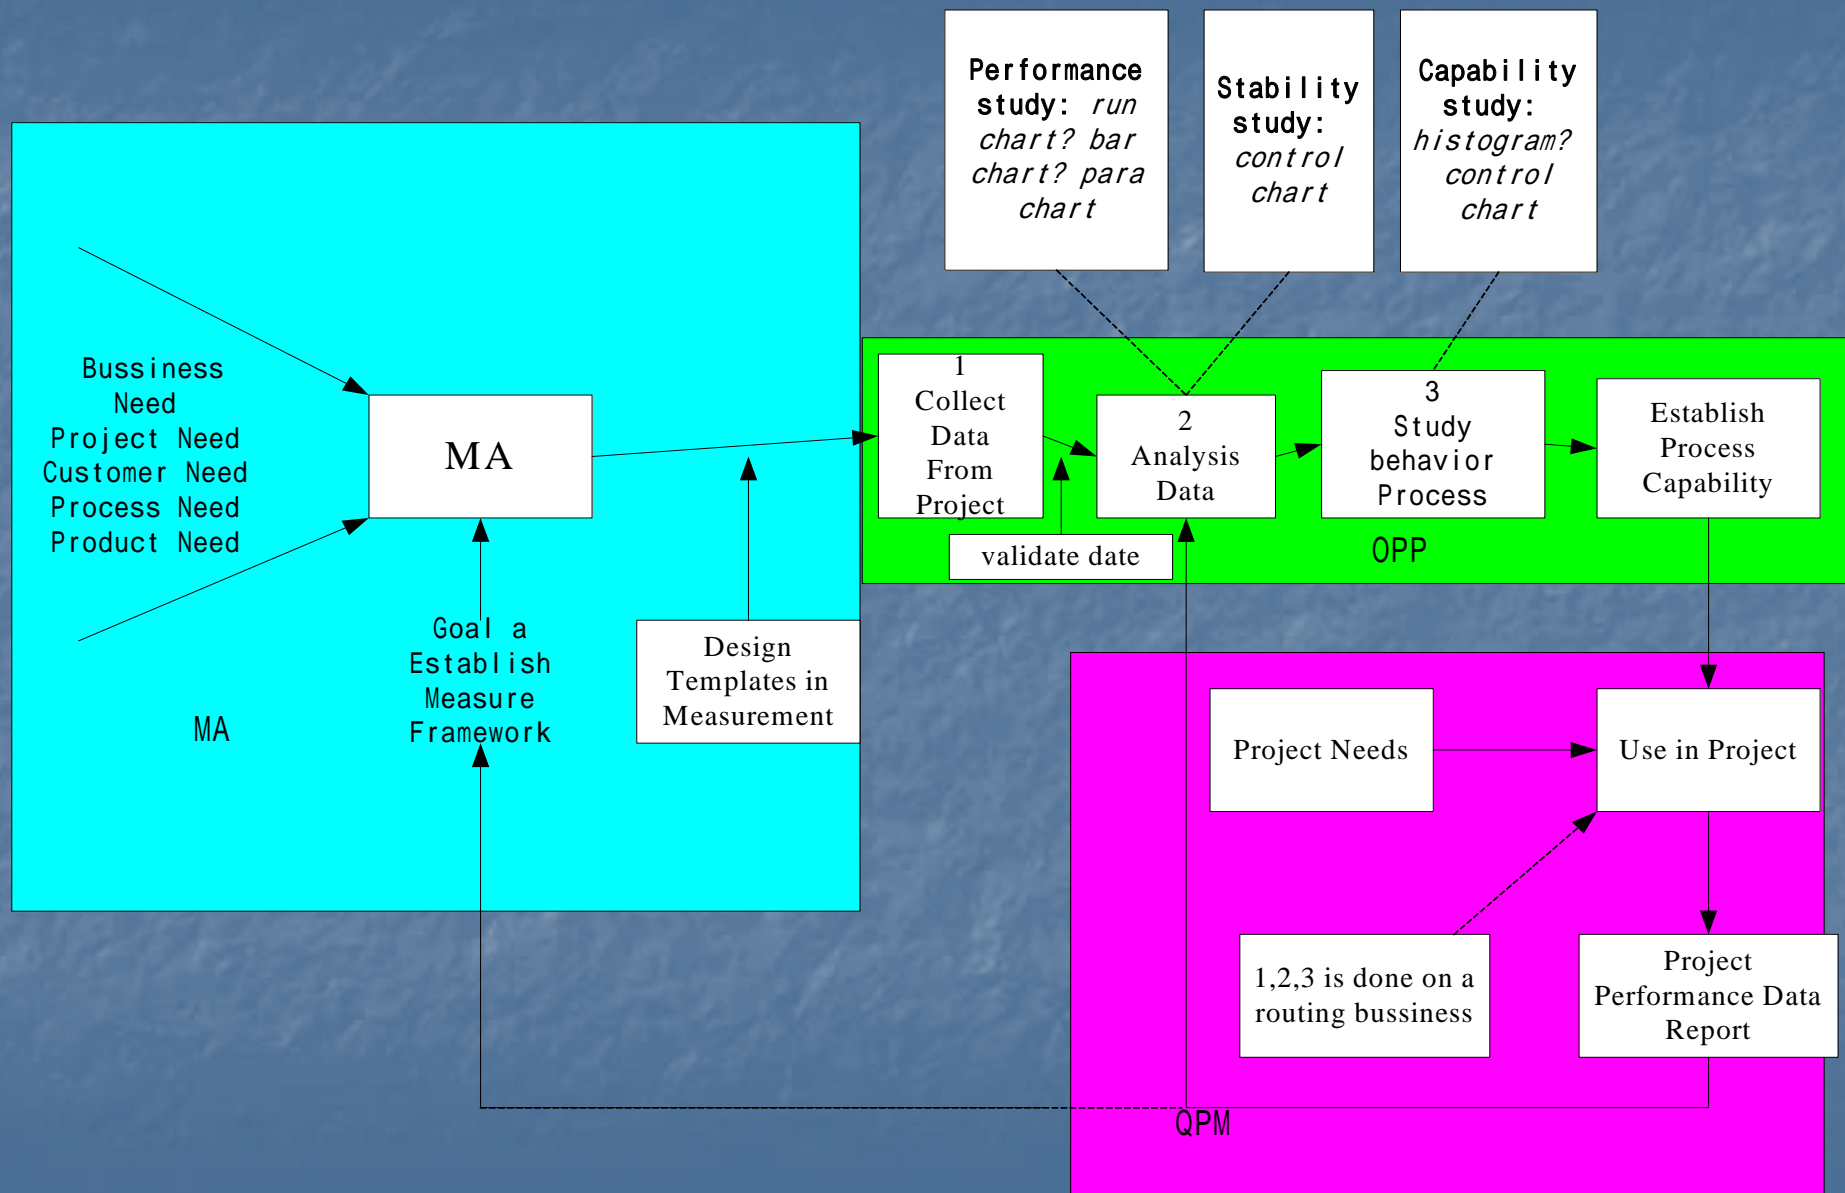 Performance
study: run
chart? bar
chart? para
chart
Stability
study:
control
chart
Capability
study:
histogram?
control
chart
Bussiness
Need
Project Need
Customer Need
Process Need
Product Need
MA
Goal a
Establish
Measure
Framework
MA
Design
Templates in
Measurement
1
Collect
Data
From
Project
validate date
2
Analysis
Data
3
Study
behavior
Process
Establish
Process
Capability
OPP
Project Needs
Use in Project
1,2,3 is done on a
routing bussiness
Project
Performance Data
Report
QPM